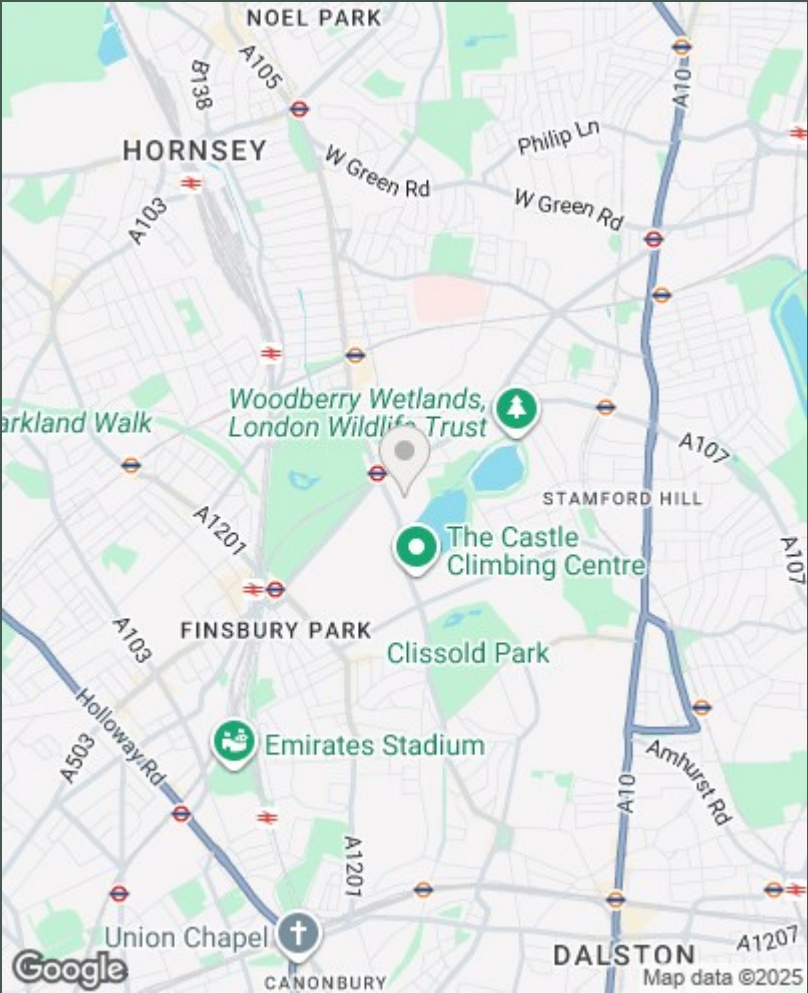 NOEL PARK
A105
B138
A10
HORNSEY
Philip Ln
W Green Rd
W Green Rd
A103
Woodberry Wetlands,
London Wildlife Trust
arkland Walk
A107
STAMFORD HILL
A1201
The Castle
Climbing Centre
A107
FINSBURY PARK
A103
Clissold Park
Holloway Rd
Emirates Stadium
A503
Amhurst Rd
A10
A1201
Union Chapel
DALSTON
A1207
Google
CANONBURY
Map data ©2025